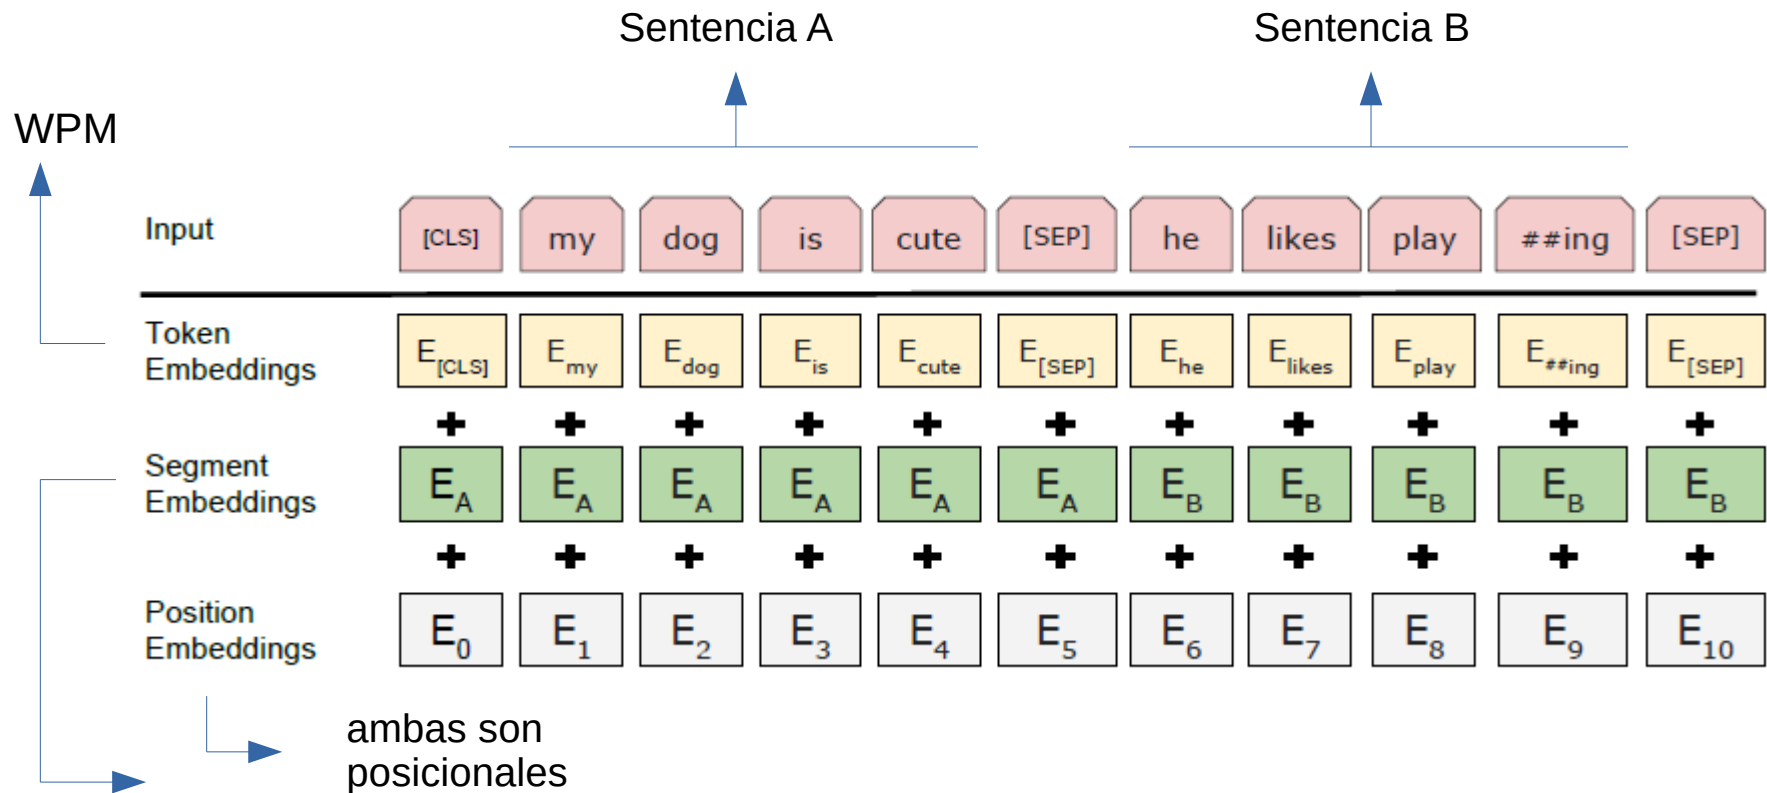 Sentencia A Sentencia B
WPM
Input [CLS] my dog is cute [SEP] he likes play ##ing [SEP]
Token
Embeddings
E[CLS] Emy Edog Eis Ecute E[SEP] Ehe Elikes Eplay E##ing E[SEP]
+ + + + + + + + + + +
Segment
Embeddings
EA EA EA EA EA EA EB EB EB EB EB
+ + + + + + + + + + +
Position
Embeddings
E0 E1 E2 E3 E4 E5 E6 E7 E8 E9 E10
ambas son
posicionales